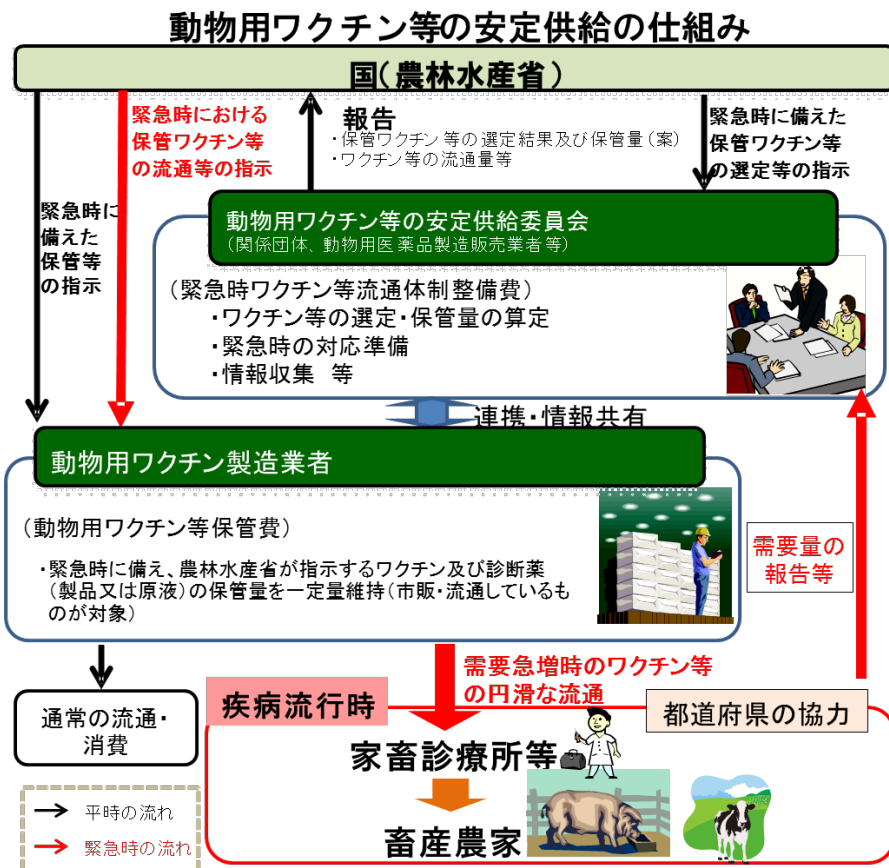 動物用ワクチン等の安定供給の仕組み
国(農林水産省)
緊急時における
保管ワクチン等
の流通等の指示
報告
・保管ワクチン等の選定結果及び保管量(案)
・ワクチン等の流通量等
緊急時に備えた
保管ワクチン等
の選定等の指示
緊急時に
備えた
保管等
の指示
動物用ワクチン等の安定供給委員会
(関係団体、動物用医薬品製造販売業者等)
(緊急時ワクチン等流通体制整備費)
・ワクチン等の選定・保管量の算定
・緊急時の対応準備
・情報収集 等
連携・情報共有
動物用ワクチン製造業者
(動物用ワクチン等保管費)
・緊急時に備え、農林水産省が指示するワクチン及び診断薬
(製品又は原液)の保管量を一定量維持(市販・流通しているも
のが対象)
需要量の
報告等
需要急増時のワクチン等
の円滑な流通
通常の流通・
消費
疾病流行時
都道府県の協力
家畜診療所等
畜産農家
平時の流れ
緊急時の流れ